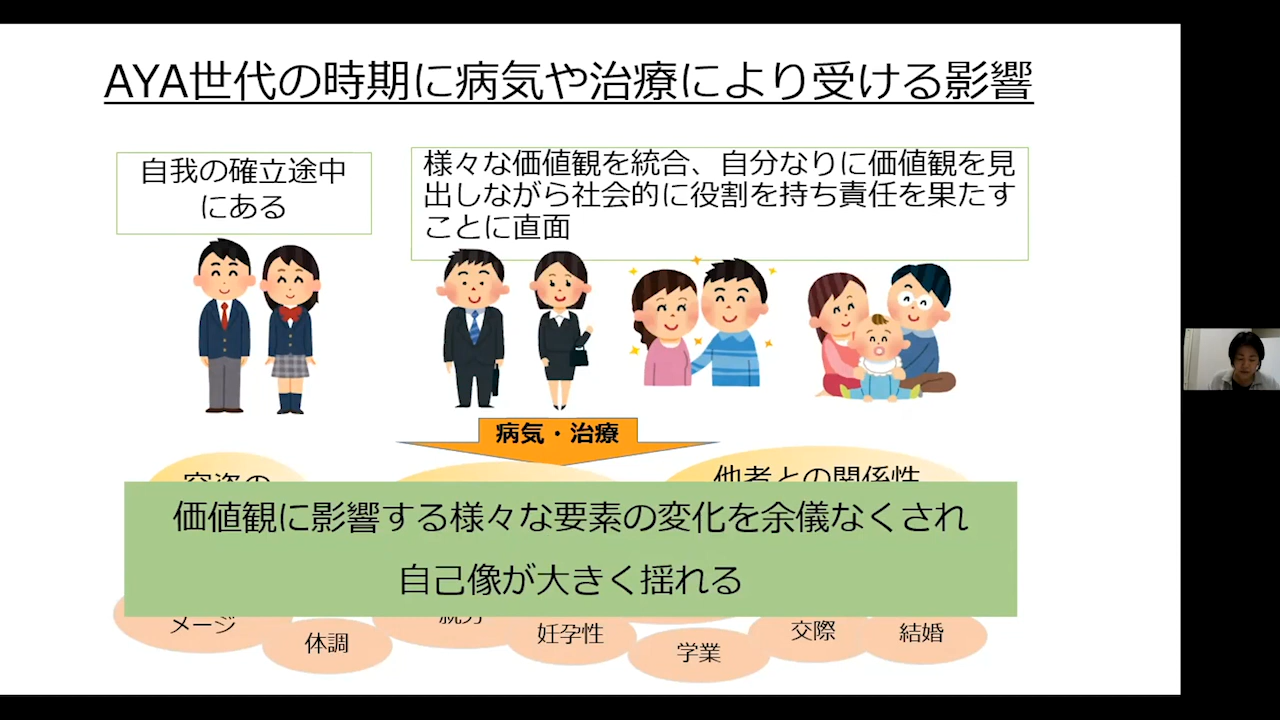 AYA世代の時期に病気や治療により受ける影響
自我の確立途中
にある
様々な価値観を統合、自分なりに価値観を見
出しながら社会的に役割を持ち責任を果たす
ことに直面
病気・治療
他者との関係性
価値観に影響する様々な要素の変化を余儀なくされ
自己像が大きく揺れる
メージ
体調
妊孕性
学業
交際
結婚